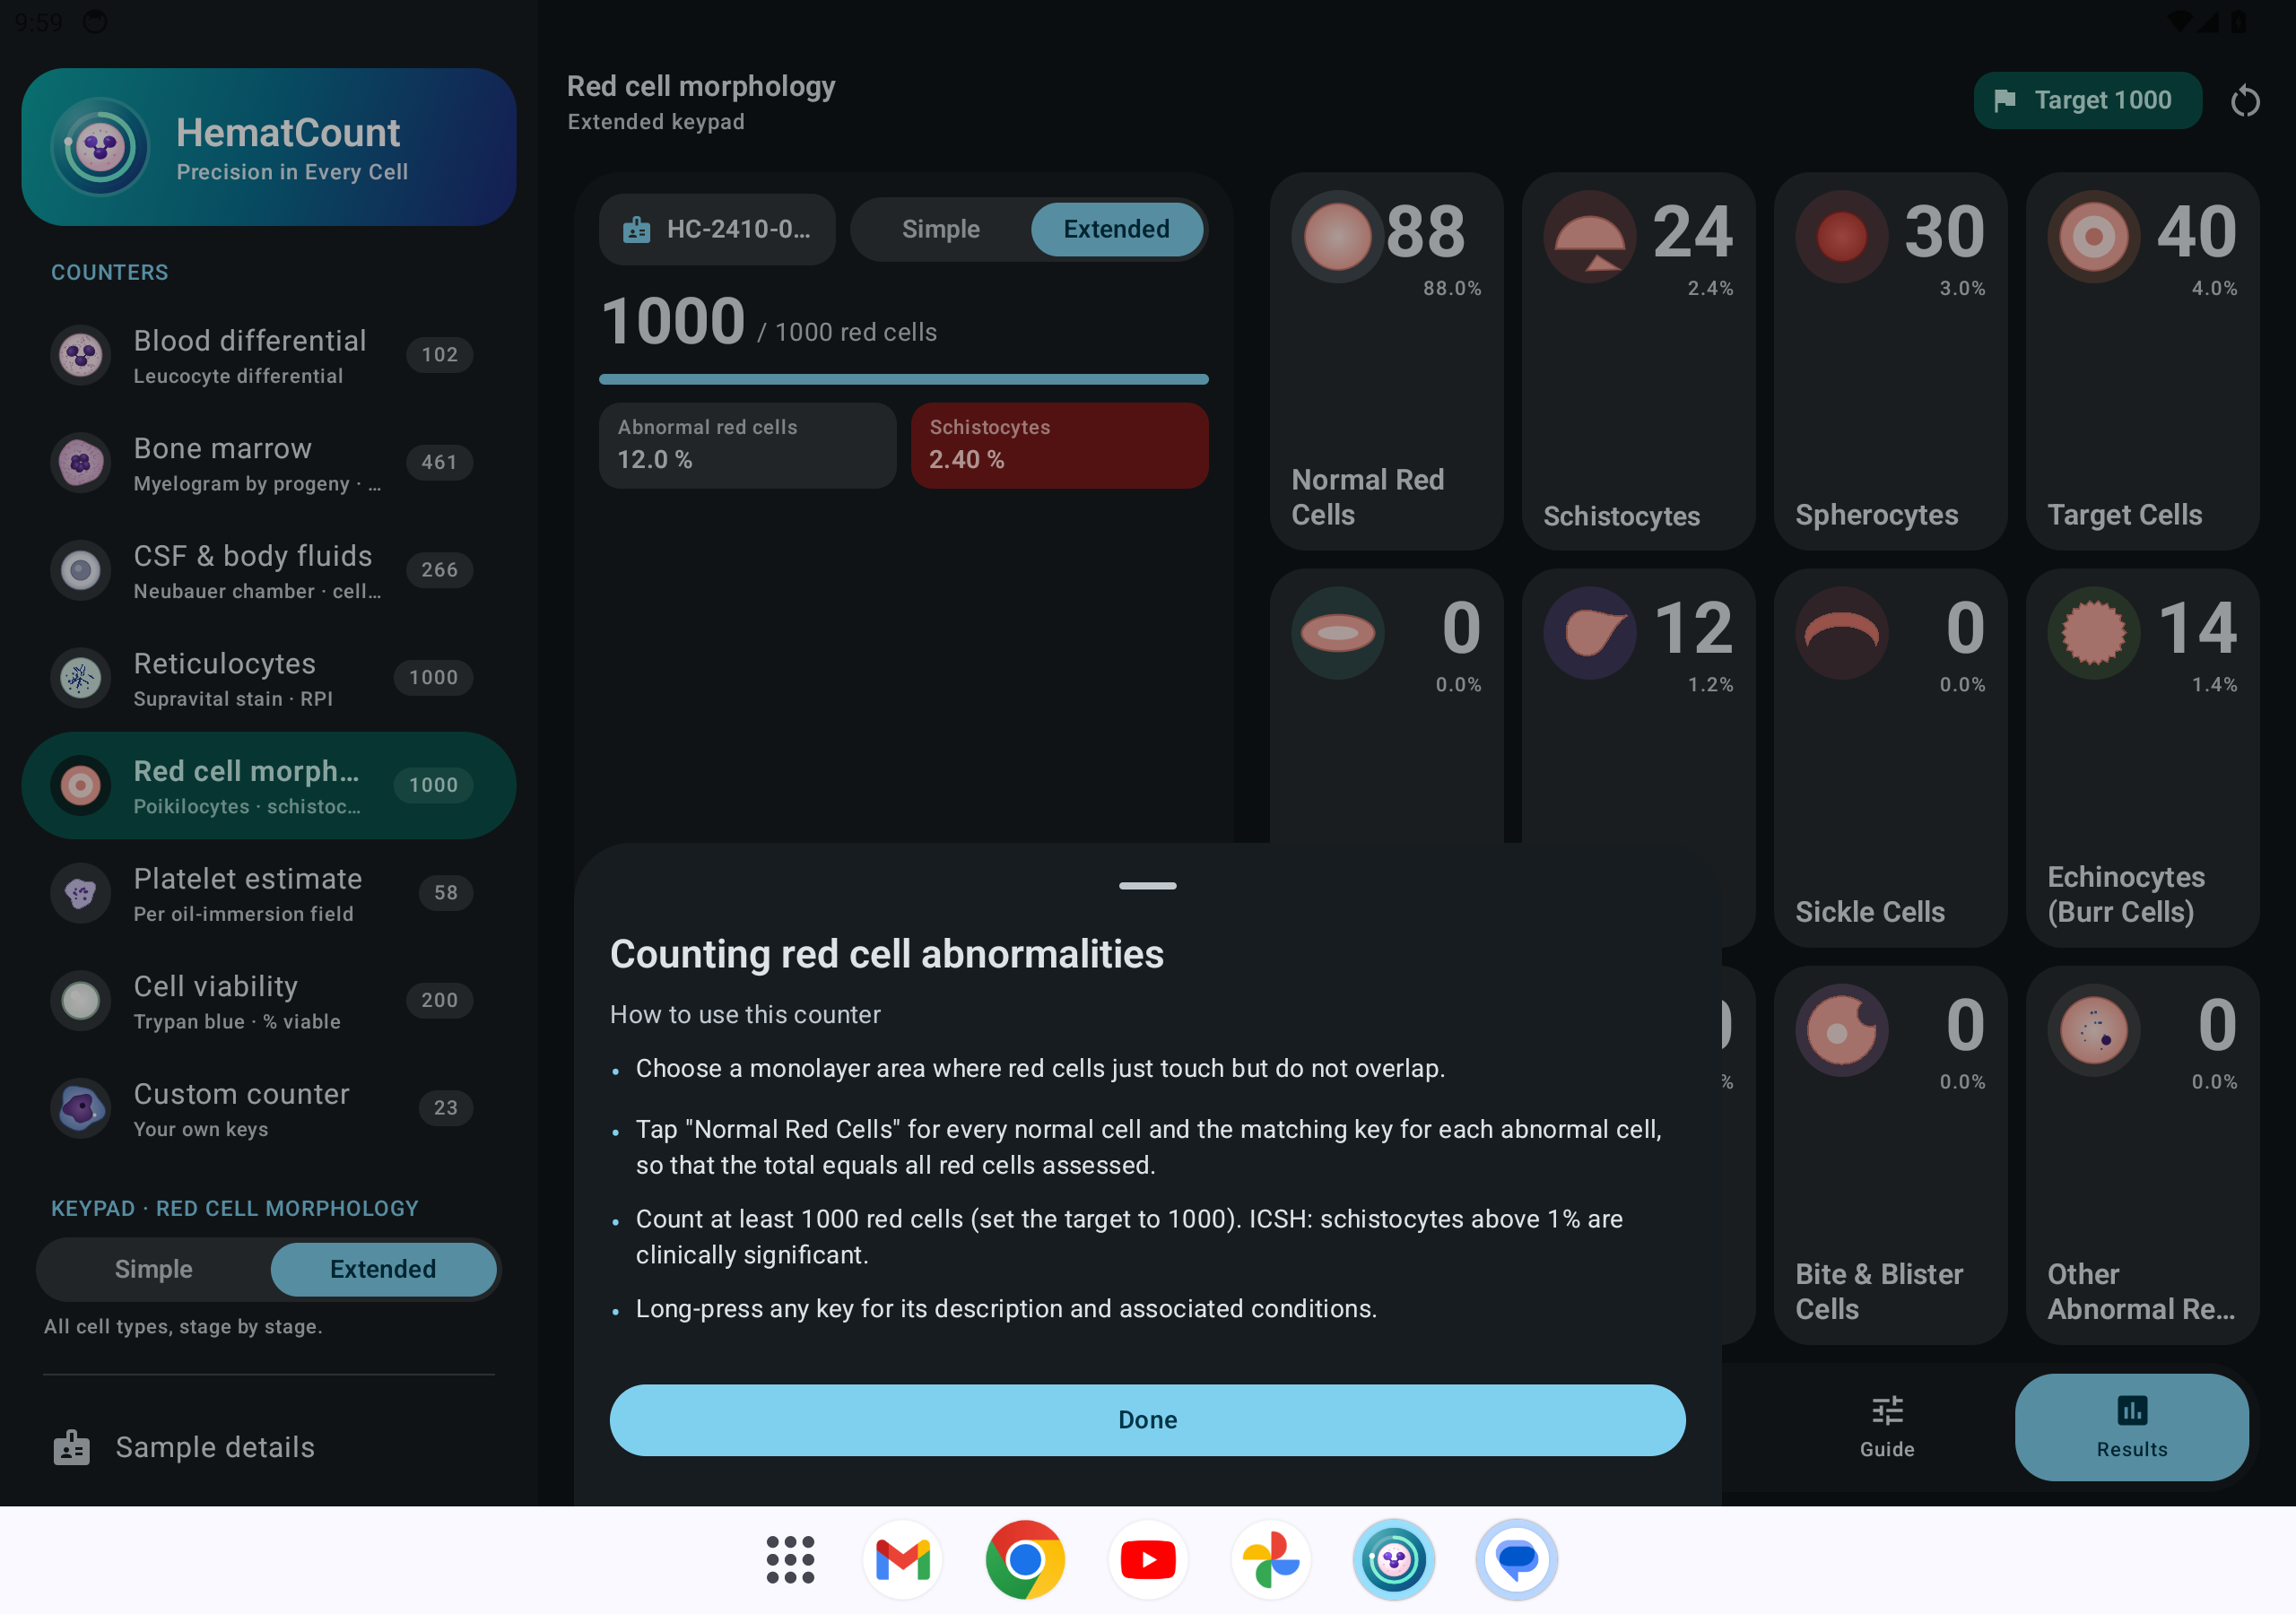 9:59
HematCount
Precision in Every Cell
COUNTERS
Blood differential
Leucocyte differential
102
Bone marrow
Myelogram by progeny · …
461
CSF & body fluids
Neubauer chamber · cell…
266
Reticulocytes
Supravital stain · RPI
1000
Red cell morph…
Poikilocytes · schistoc…
1000
Platelet estimate
Per oil-immersion field
58
Cell viability
Trypan blue · % viable
200
Custom counter
Your own keys
23
KEYPAD · RED CELL MORPHOLOGY
Simple
Extended
All cell types, stage by stage.
Sample details
Red cell morphology
Extended keypad
Target 1000
HC-2410-0…
Simple
Extended
1000 / 1000 red cells
Abnormal red cells
12.0 %
Schistocytes
2.40 %
88
88.0%
Normal Red
Cells
24
2.4%
Schistocytes
30
3.0%
Spherocytes
40
4.0%
Target Cells
0
0.0%
12
1.2%
0
0.0%
Sickle Cells
14
1.4%
Echinocytes
(Burr Cells)
%
0
0.0%
Bite & Blister
Cells
0
0.0%
Other
Abnormal Re…
Counting red cell abnormalities
How to use this counter
• Choose a monolayer area where red cells just touch but do not overlap.
• Tap "Normal Red Cells" for every normal cell and the matching key for each abnormal cell,
so that the total equals all red cells assessed.
• Count at least 1000 red cells (set the target to 1000). ICSH: schistocytes above 1% are
clinically significant.
• Long-press any key for its description and associated conditions.
Done
Guide
Results